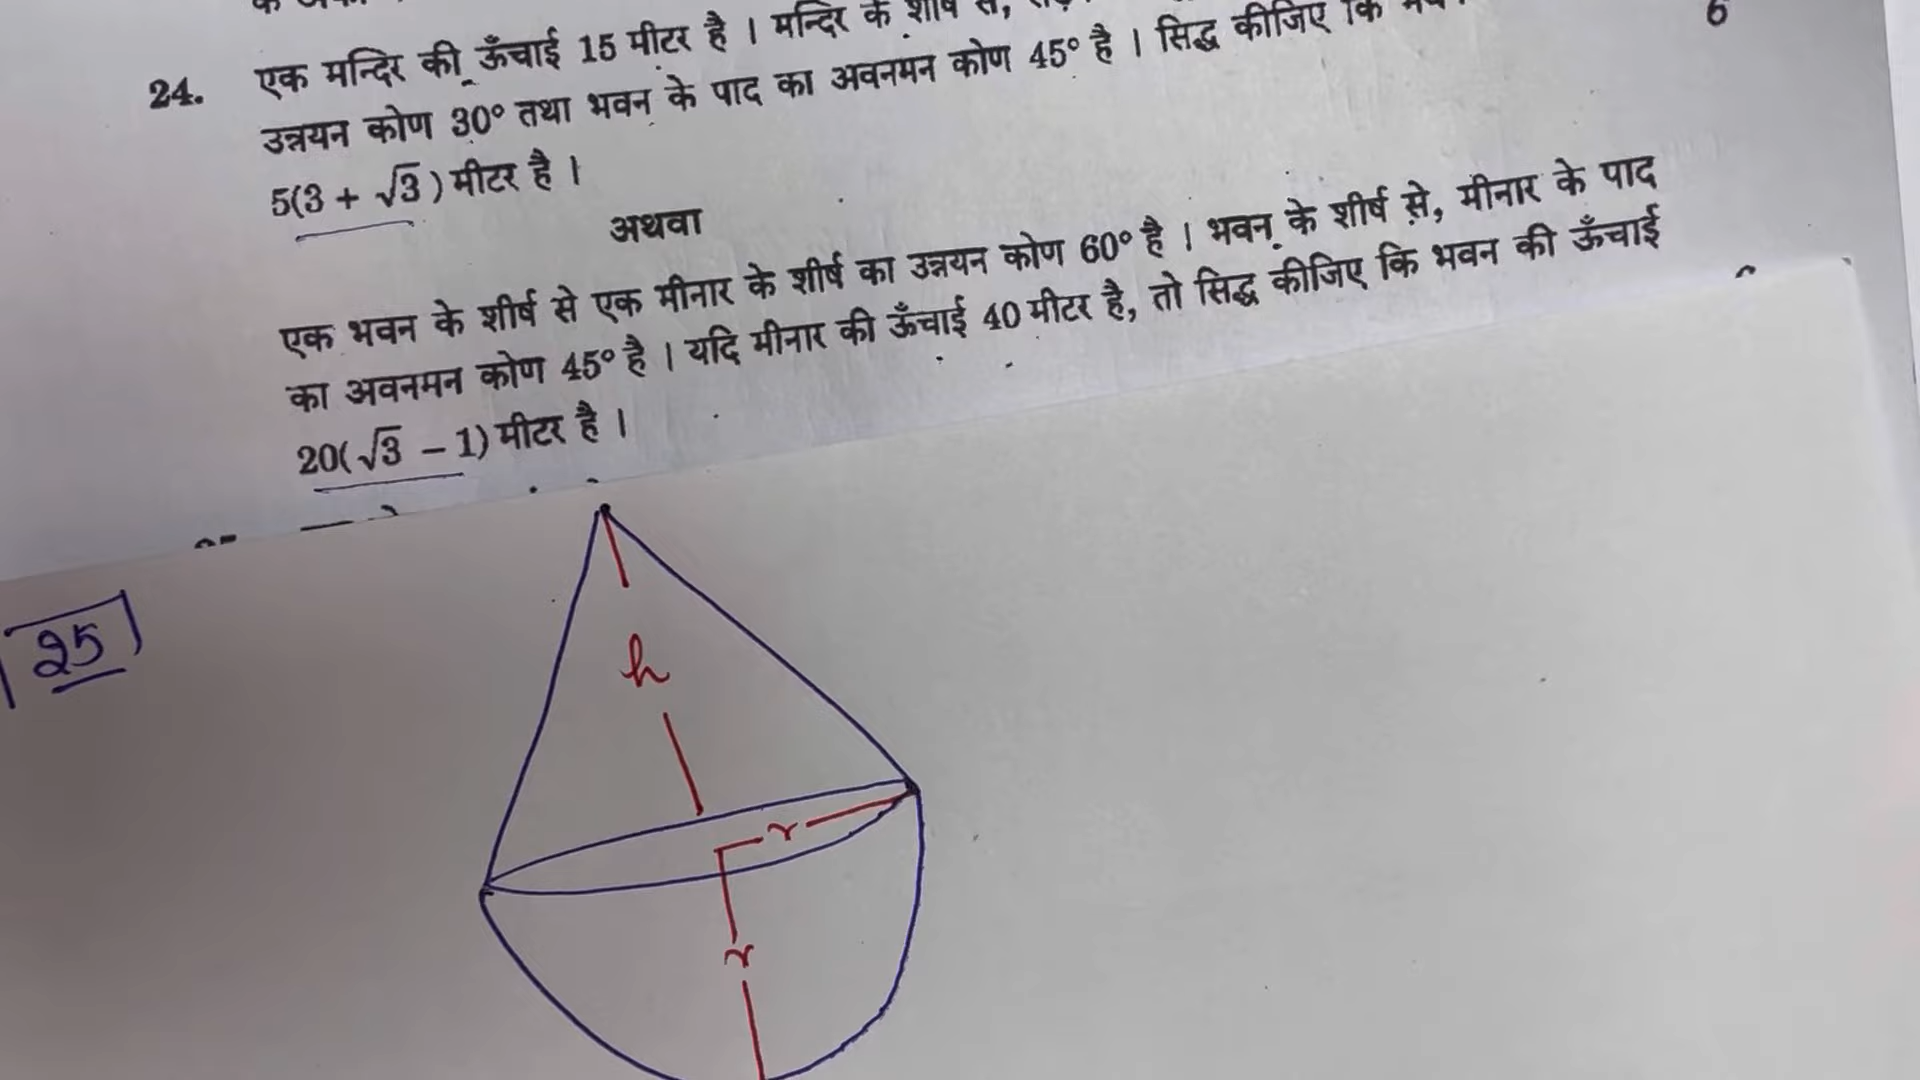 24. एक मन्दिर की ऊँचाई 15 मीटर है । मन्दिर के शीर्ष से,
उन्नयन कोण 30° तथा भवन के पाद का अवनमन कोण 45° है । सिद्ध कीजिए कि
6
5(3 + √3) मीटर है ।
अथवा
एक भवन के शीर्ष से एक मीनार के शीर्ष का उन्नयन कोण 60° है । भवन के शीर्ष से, मीनार के पाद
का अवनमन कोण 45° है । यदि मीनार की ऊँचाई 40 मीटर है, तो सिद्ध कीजिए कि भवन की ऊँचाई
20(√3 – 1) मीटर है ।
25
h
r
r